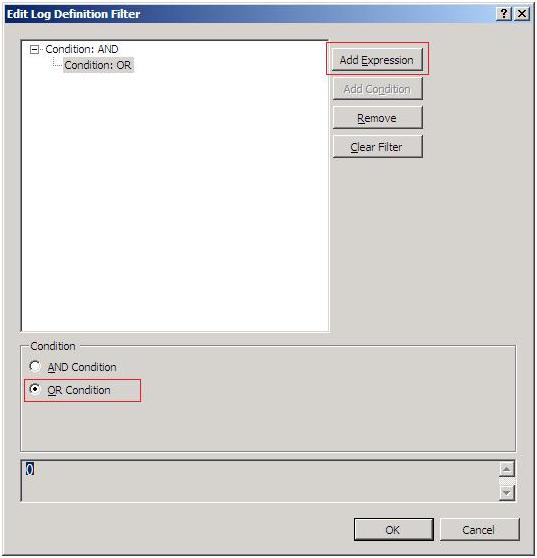 Edit Log Definition Filter
Condition: AND
Condition: OR
Add Expression
Add Condition
Remove
Clear Filter
Condition
AND Condition
OR Condition
()
OK
Cancel